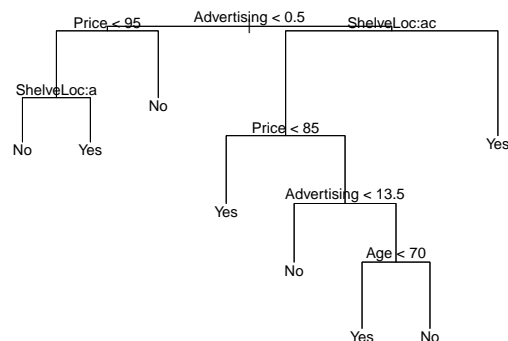 Advertising < 0.5
Price < 95
ShelveLoc:ac
ShelveLoc:a
No
No
Yes
Price < 85
Yes
Yes
Advertising < 13.5
No
Age < 70
Yes
No